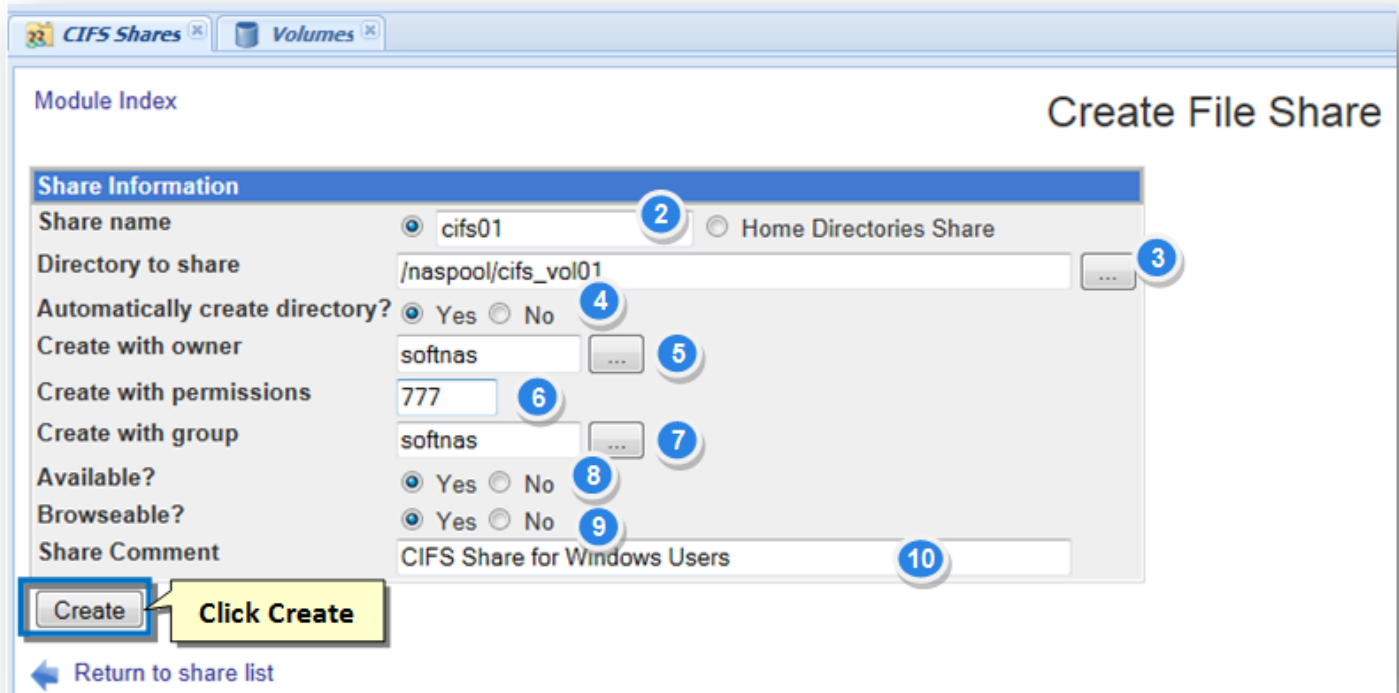 CIFS Shares Volumes
Module Index
Create File Share
Share Information
Share name cifs01 2 Home Directories Share
Directory to share /naspool/cifs_vol01 ... 3
Automatically create directory? Yes No 4
Create with owner softnas ... 5
Create with permissions 777 6
Create with group softnas ... 7
Available? Yes No 8
Browseable? Yes No 9
Share Comment CIFS Share for Windows Users 10
Create Click Create
Return to share list